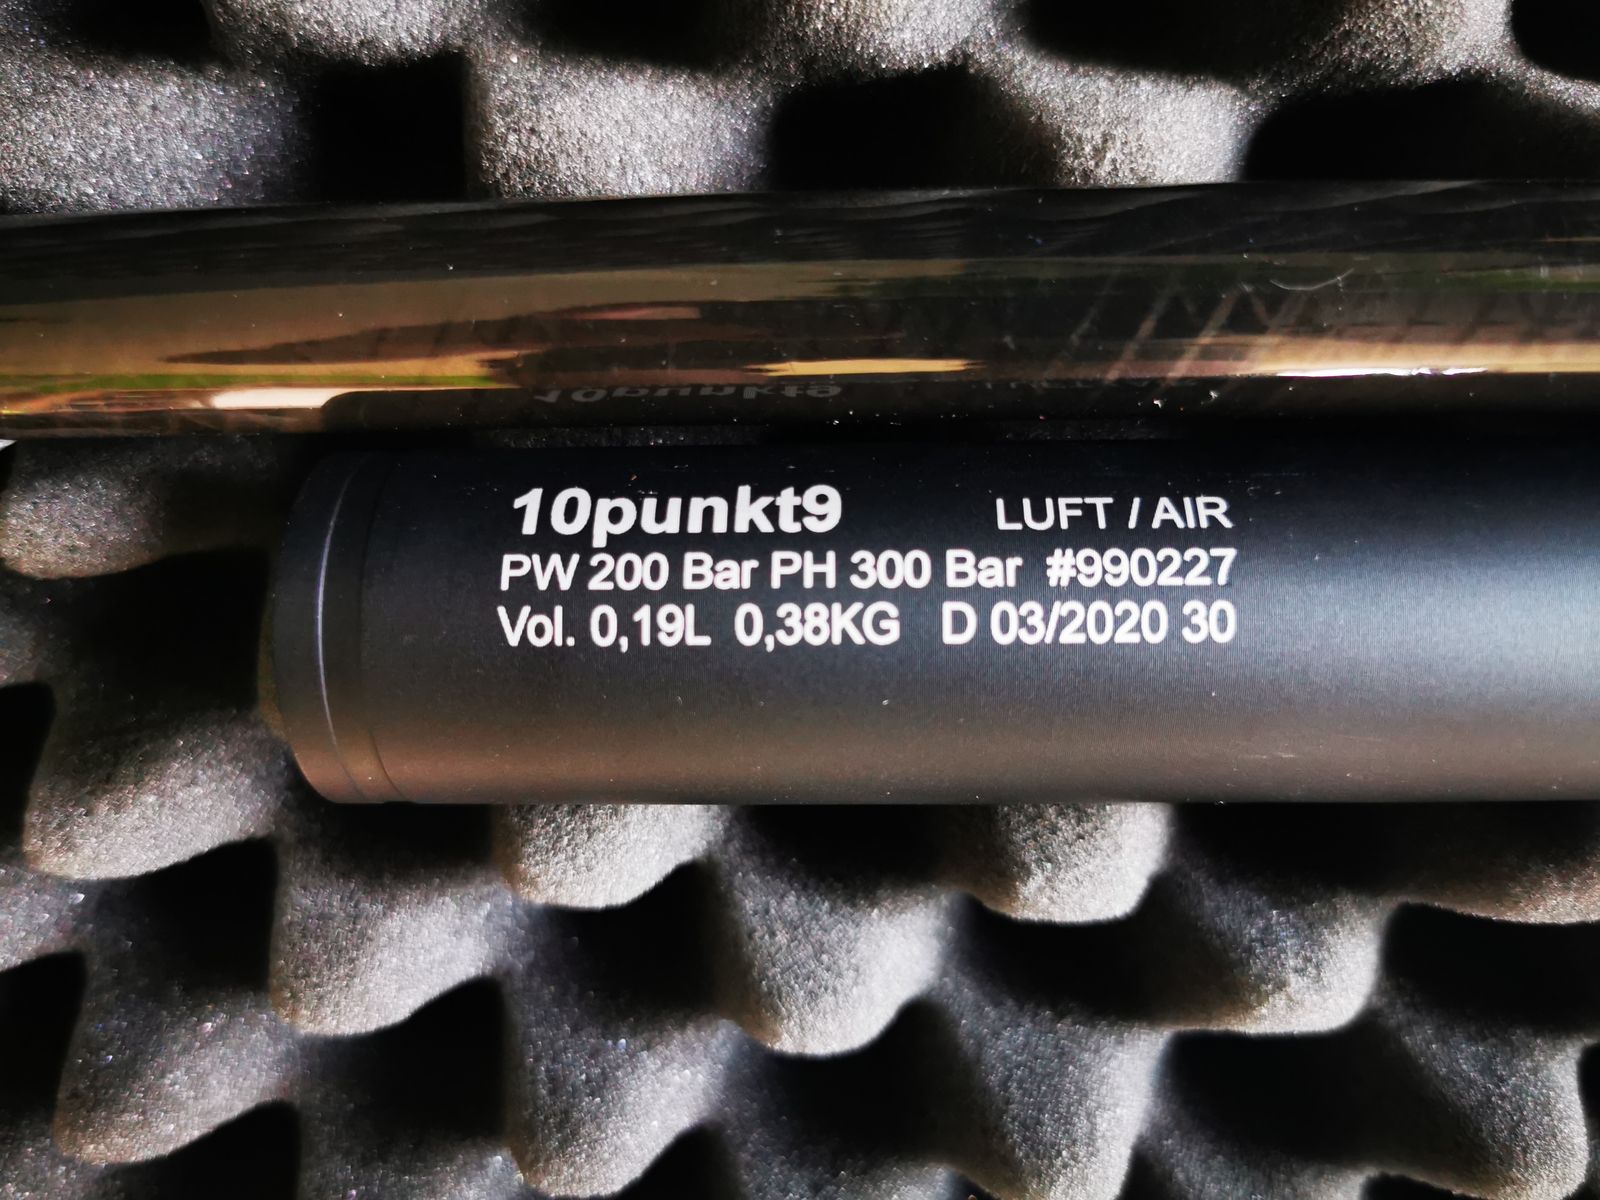 10punkt9 LUFT / AIR
PW 200 Bar PH 300 Bar #990227
Vol. 0,19L 0,38KG D 03/2020 30